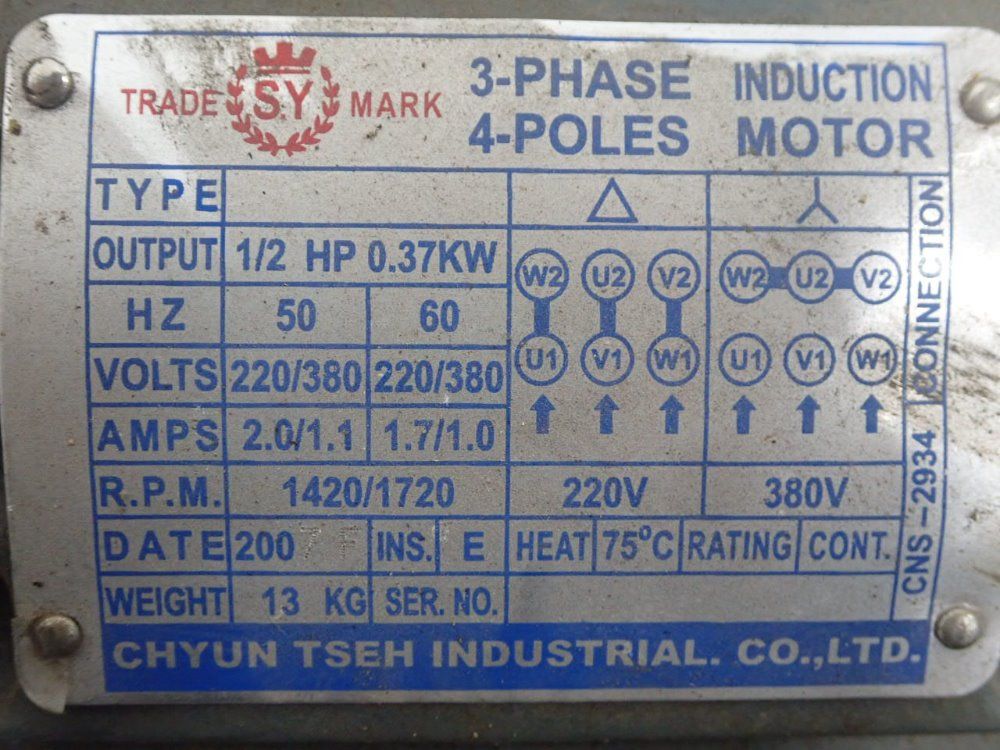 TRADE SY MARK
3-PHASE INDUCTION
4-POLES MOTOR
TYPE
OUTPUT 1/2 HP 0.37KW
HZ 50 60
VOLTS 220/380 220/380
AMPS 2.0/1.1 1.7/1.0
R.P.M. 1420/1720
DATE 200 INS. E HEAT 75°C RATING CONT.
WEIGHT 13 KG SER. NO.
△ 人
W2 U2 V2 W2 U2 V2
U1 V1 W1 U1 V1 W1
220V 380V
CNS-2934 CONNECTION
CHYUN TSEH INDUSTRIAL. CO.,LTD.